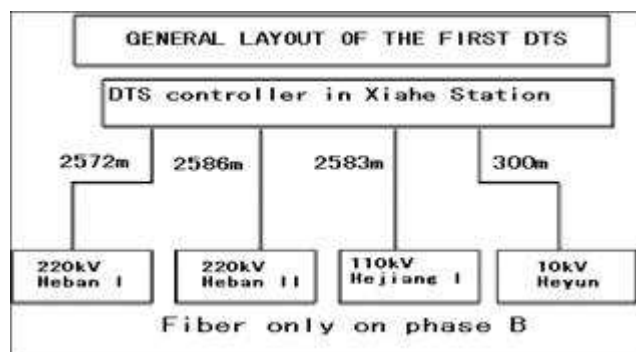 GENERAL LAYOUT OF THE FIRST DTS
DTS controller in Xiahe Station
2572m 2586m 2583m 300m
220kV 220kV 110kV 10kV
Heban I Heban II Hejiang I Heyun
Fiber only on phase B